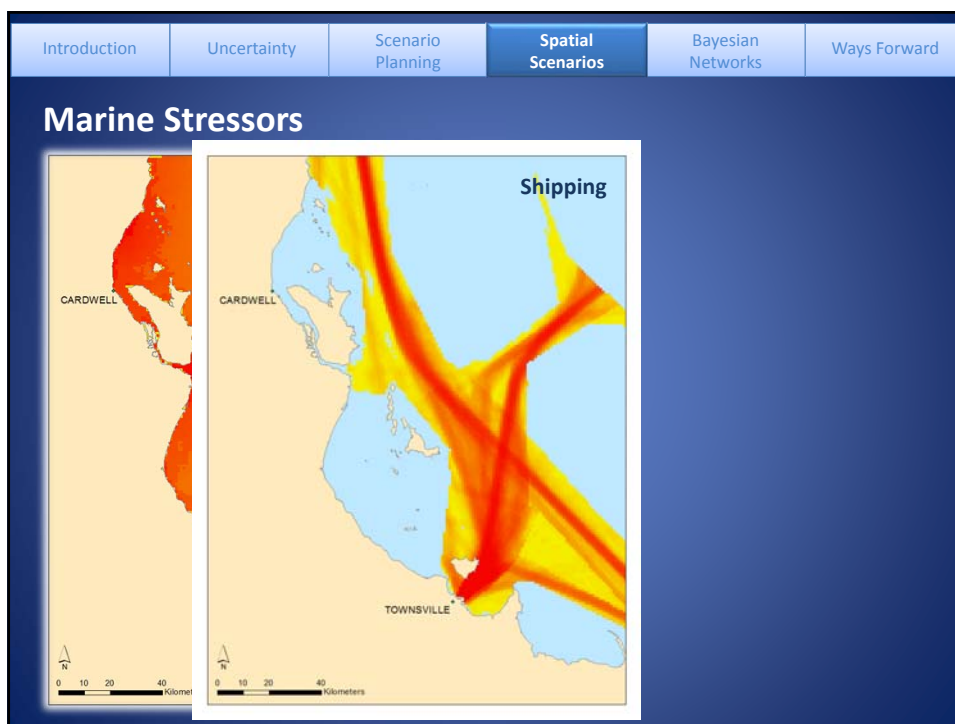 Introduction
Uncertainty
Scenario
Planning
Spatial
Scenarios
Bayesian
Networks
Ways Forward
Marine Stressors
CARDWELL
N
0 10 20 40
Kilomet
Shipping
CARDWELL
TOWNSVILLE
N
0 10 20 40
Kilometers